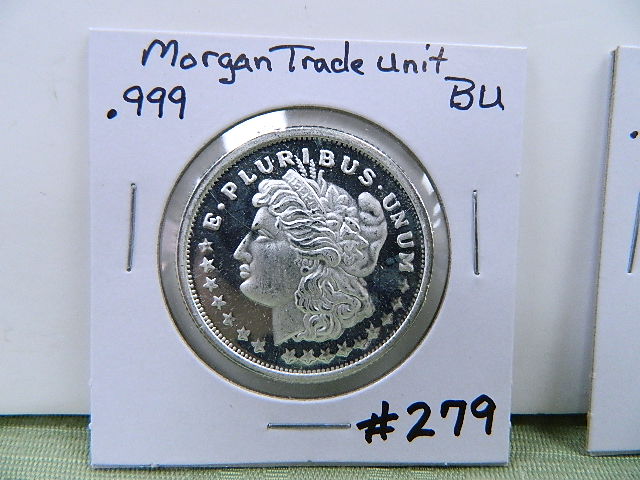 Morgan Trade unit
.999 BU
E·PLURIBUS·UNUM
#279